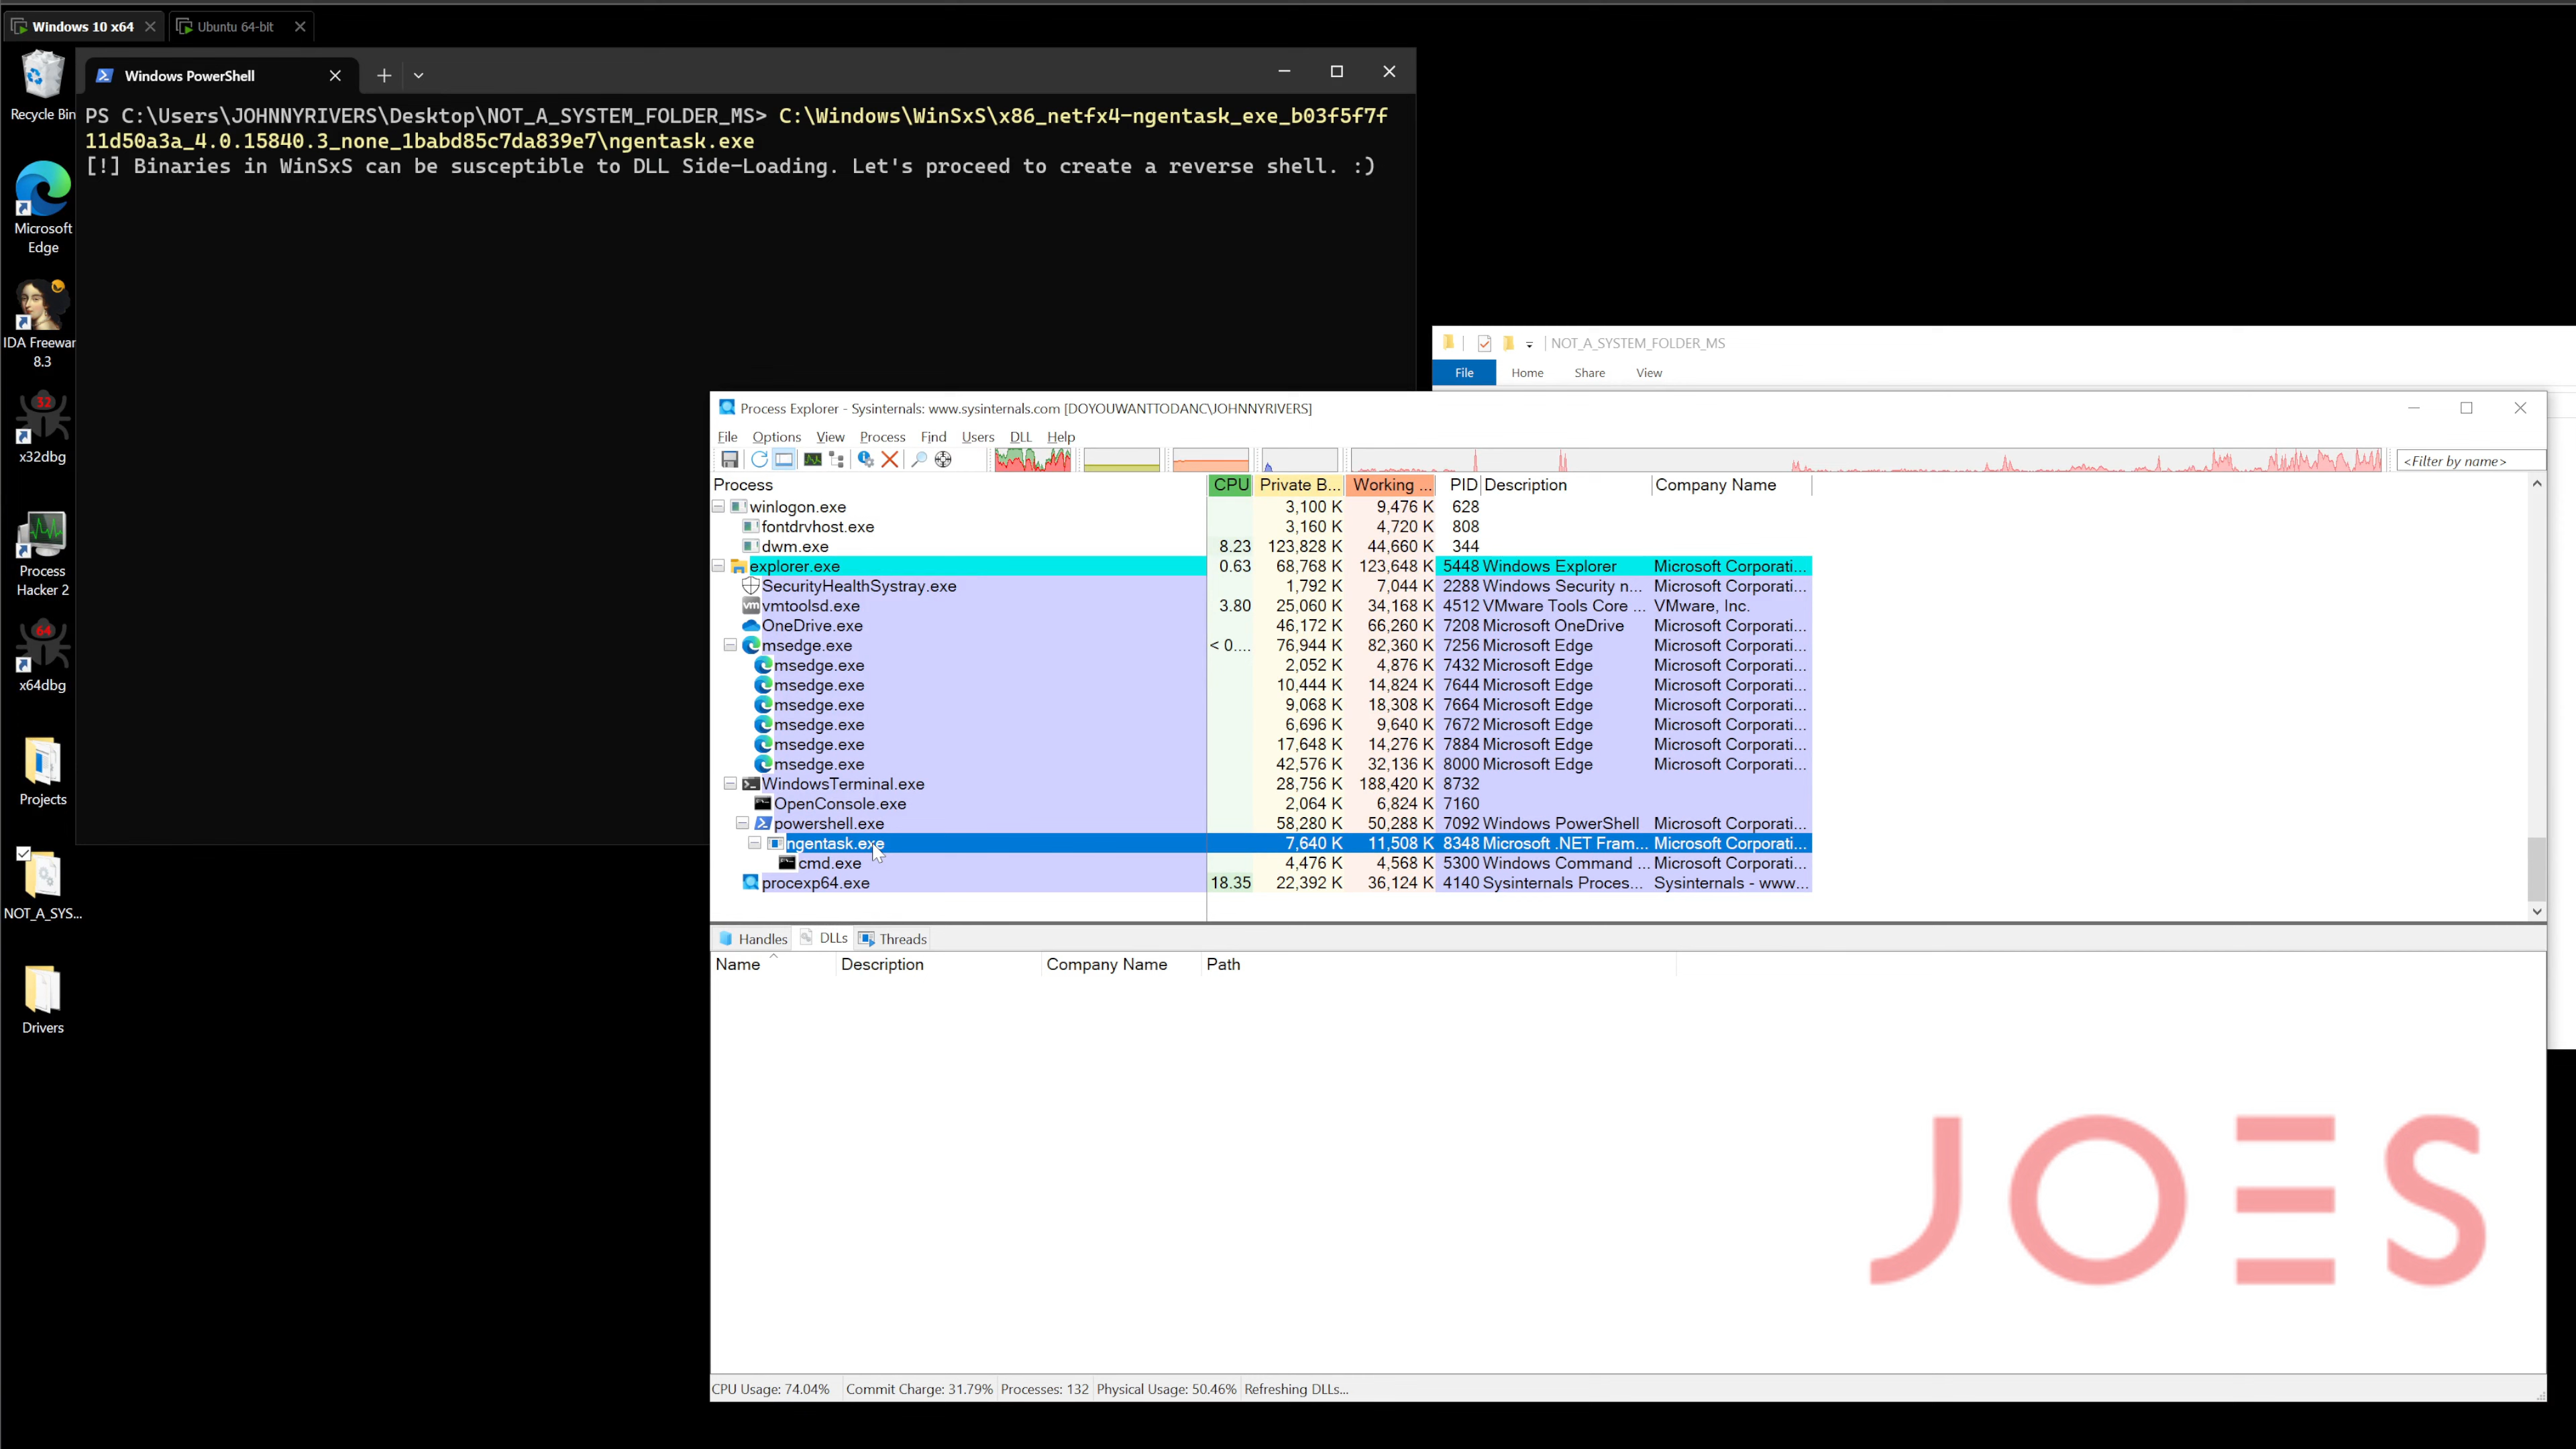 Windows 10 x64
Ubuntu 64-bit
Recycle Bin
Microsoft
Edge
IDA Freewar
8.3
32
x32dbg
Process
Hacker 2
64
x64dbg
Projects
NOT_A_SYS...
Drivers
Windows PowerShell
PS C:\Users\JOHNNYRIVERS\Desktop\NOT_A_SYSTEM_FOLDER_MS> C:\Windows\WinSxS\x86_netfx4-ngentask_exe_b03f5f7f
11d50a3a_4.0.15840.3_none_1babd85c7da839e7\ngentask.exe
[!] Binaries in WinSxS can be susceptible to DLL Side-Loading. Let's proceed to create a reverse shell. :)
NOT_A_SYSTEM_FOLDER_MS
File Home Share View
Process Explorer - Sysinternals: www.sysinternals.com [DOYOUWANTTODANC\JOHNNYRIVERS]
File Options View Process Find Users DLL Help
<Filter by name>
Process CPU Private B... Working ... PID Description Company Name
winlogon.exe 3,100 K 9,476 K 628
fontdrvhost.exe 3,160 K 4,720 K 808
dwm.exe 8.23 123,828 K 44,660 K 344
explorer.exe 0.63 68,768 K 123,648 K 5448 Windows Explorer Microsoft Corporati...
SecurityHealthSystray.exe 1,792 K 7,044 K 2288 Windows Security n... Microsoft Corporati...
vm vmtoolsd.exe 3.80 25,060 K 34,168 K 4512 VMware Tools Core ... VMware, Inc.
OneDrive.exe 46,172 K 66,260 K 7208 Microsoft OneDrive Microsoft Corporati...
msedge.exe < 0.... 76,944 K 82,360 K 7256 Microsoft Edge Microsoft Corporati...
msedge.exe 2,052 K 4,876 K 7432 Microsoft Edge Microsoft Corporati...
msedge.exe 10,444 K 14,824 K 7644 Microsoft Edge Microsoft Corporati...
msedge.exe 9,068 K 18,308 K 7664 Microsoft Edge Microsoft Corporati...
msedge.exe 6,696 K 9,640 K 7672 Microsoft Edge Microsoft Corporati...
msedge.exe 17,648 K 14,276 K 7884 Microsoft Edge Microsoft Corporati...
msedge.exe 42,576 K 32,136 K 8000 Microsoft Edge Microsoft Corporati...
WindowsTerminal.exe 28,756 K 188,420 K 8732
OpenConsole.exe 2,064 K 6,824 K 7160
powershell.exe 58,280 K 50,288 K 7092 Windows PowerShell Microsoft Corporati...
ngentask.exe 7,640 K 11,508 K 8348 Microsoft .NET Fram... Microsoft Corporati...
cmd.exe 4,476 K 4,568 K 5300 Windows Command ... Microsoft Corporati...
procexp64.exe 18.35 22,392 K 36,124 K 4140 Sysinternals Proces... Sysinternals - www...
Handles DLLs Threads
Name Description Company Name Path
JOES
CPU Usage: 74.04% Commit Charge: 31.79% Processes: 132 Physical Usage: 50.46% Refreshing DLLs...